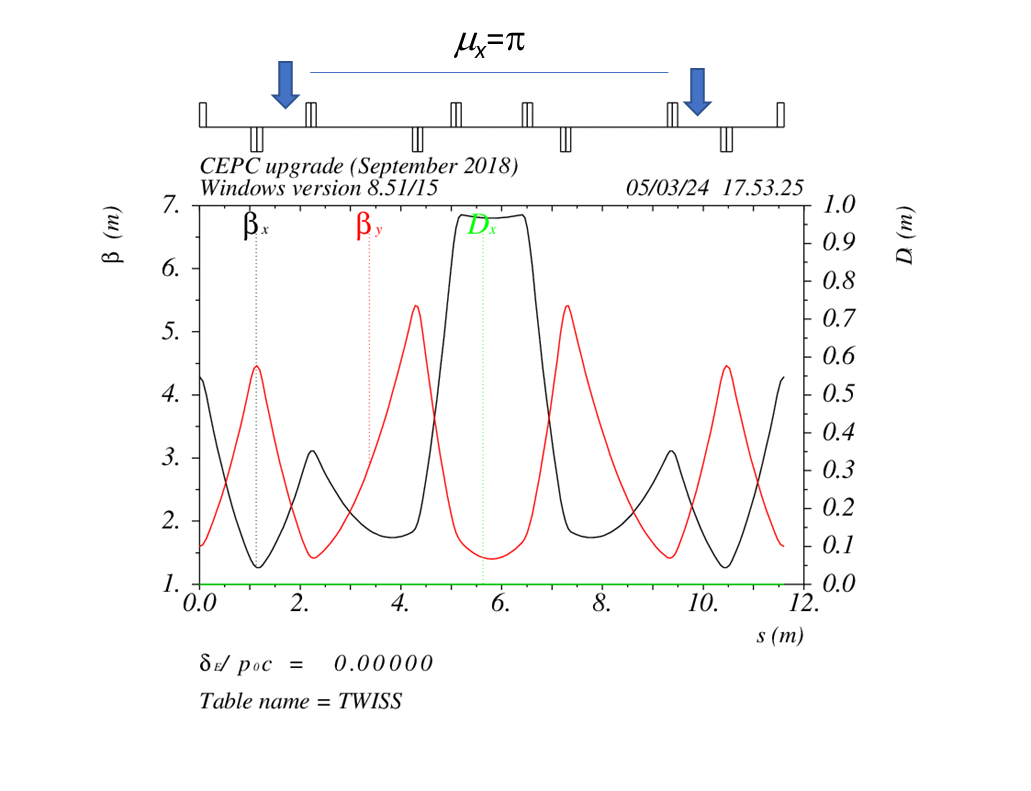 μx=π
CEPC upgrade (September 2018)
Windows version 8.51/15 05/03/24 17.53.25
β (m)
7.
6.
5.
4.
3.
2.
1.
βx βy Dx
1.0
0.9
0.8
0.7
0.6
0.5
0.4
0.3
0.2
0.1
0.0
D (m)
0.0 2. 4. 6. 8. 10. 12.
s (m)
δE/ p0c = 0.00000
Table name = TWISS